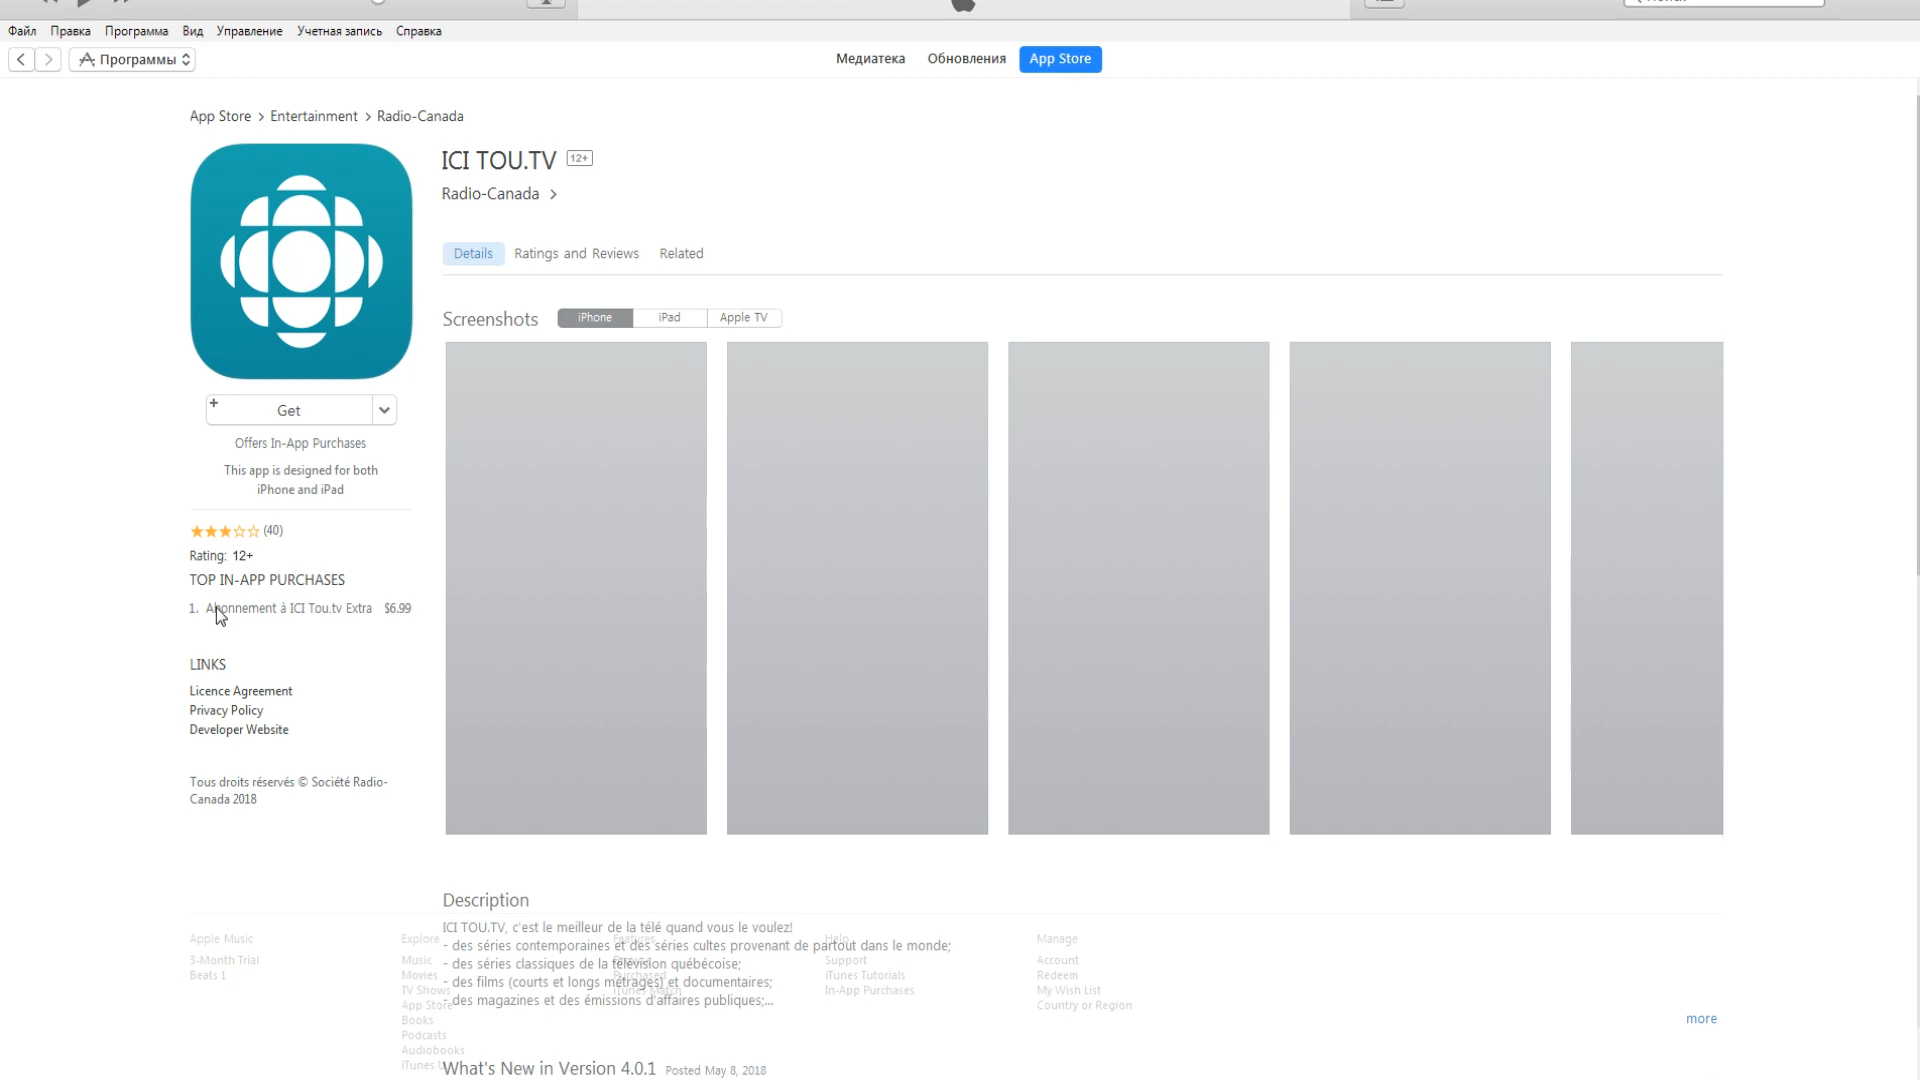 Файл Правка Программа Вид Управление Учетная запись Справка
Программы Медиатека Обновления App Store
App Store > Entertainment > Radio-Canada
ICI TOU.TV 12+
Radio-Canada >
Details Ratings and Reviews Related
Screenshots iPhone iPad Apple TV
+ Get
Offers In-App Purchases
This app is designed for both
iPhone and iPad
★★★☆☆ (40)
Rating: 12+
TOP IN-APP PURCHASES
1. Abonnement à ICI Tou.tv Extra $6.99
LINKS
Licence Agreement
Privacy Policy
Developer Website
Tous droits réservés © Société Radio-
Canada 2018
Description
ICI TOU.TV, c'est le meilleur de la télé quand vous le voulez!
- des séries contemporaines et des séries cultes provenant de partout dans le monde;
- des séries classiques de la télévision québécoise;
- des films (courts et longs métrages) et documentaires;
- des magazines et des émissions d'affaires publiques;...
more
What's New in Version 4.0.1 Posted May 8, 2018
Apple Music
3-Month Trial
Beats 1
Explore
Music
Movies
TV Shows
App Store
Books
Podcasts
Audiobooks
iTunes
Features
Purchased
iTunes Match
Help
Support
iTunes Tutorials
In-App Purchases
Manage
Account
Redeem
My Wish List
Country or Region